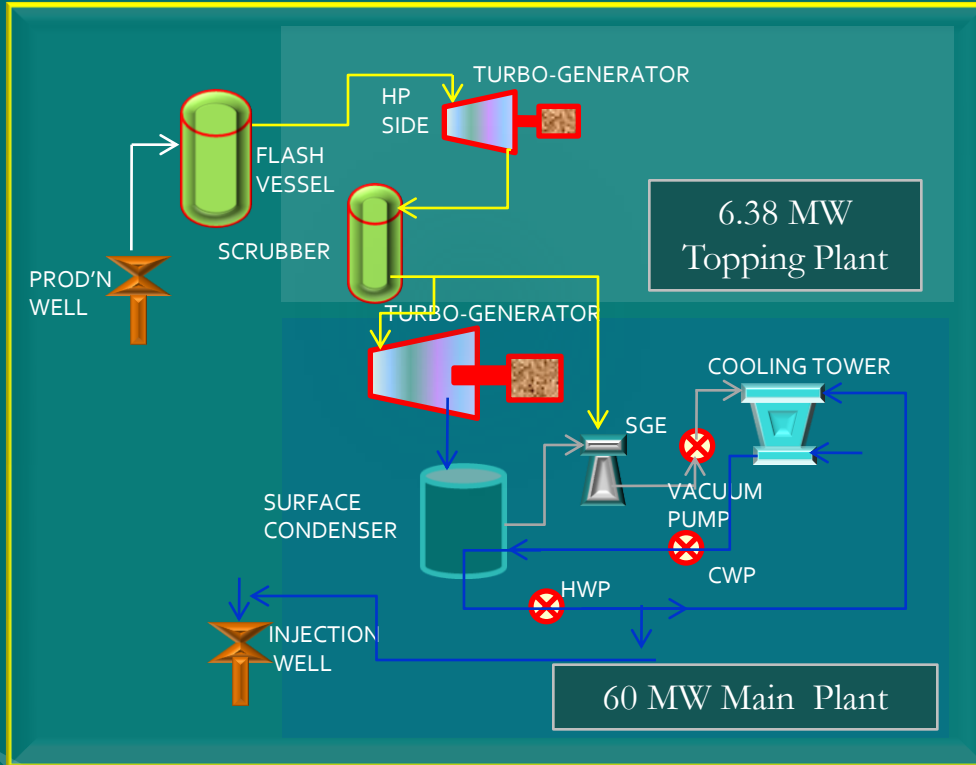 TURBO-GENERATOR
HP
SIDE
FLASH
VESSEL
6.38 MW
Topping Plant
SCRUBBER
PROD'N
WELL
TURBO-GENERATOR
COOLING TOWER
SGE
SURFACE
CONDENSER
VACUUM
PUMP
CWP
HWP
INJECTION
WELL
60 MW Main Plant